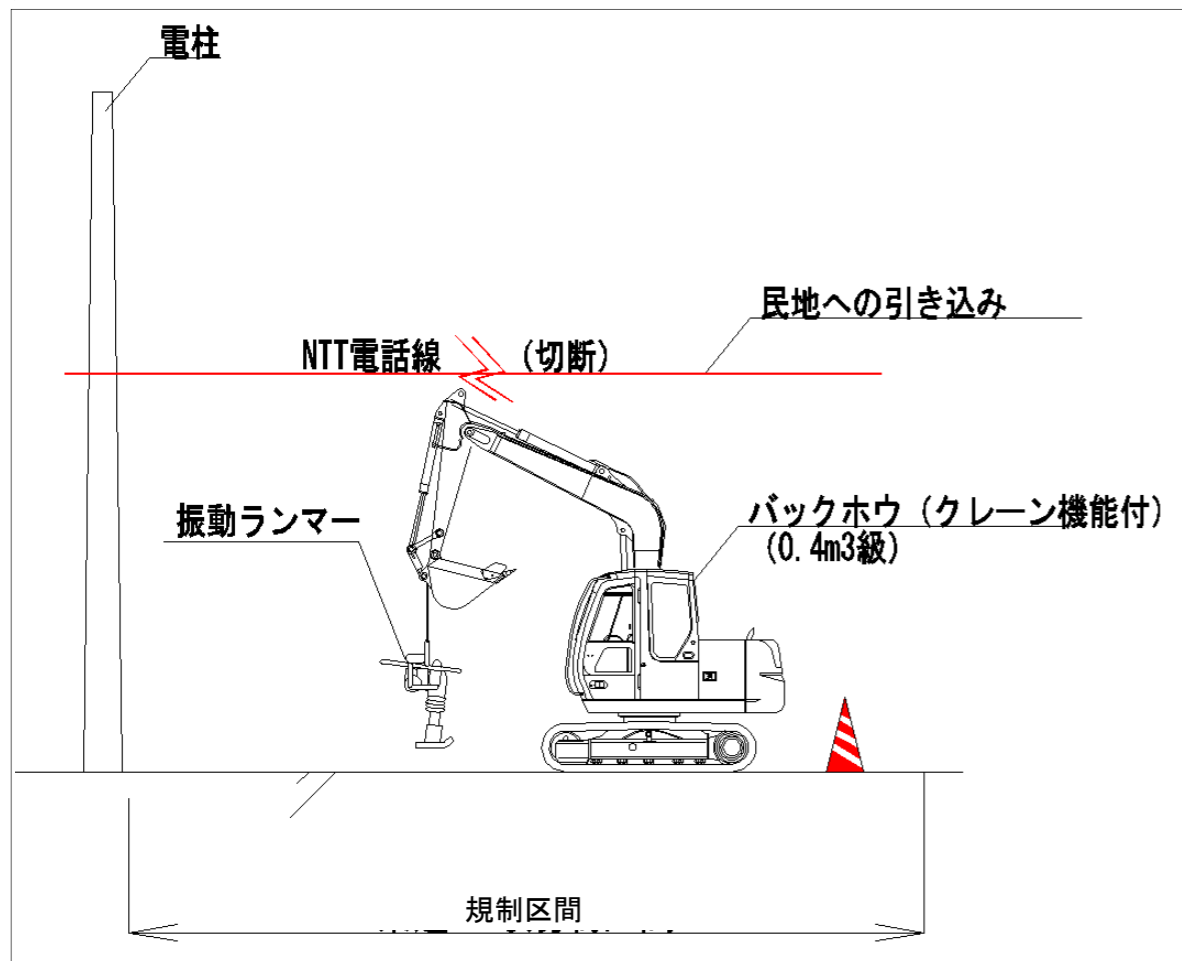 電柱
民地への引き込み
NTT電話線 (切断)
振動ランマー
バックホウ(クレーン機能付)
(0.4m3級)
規制区間